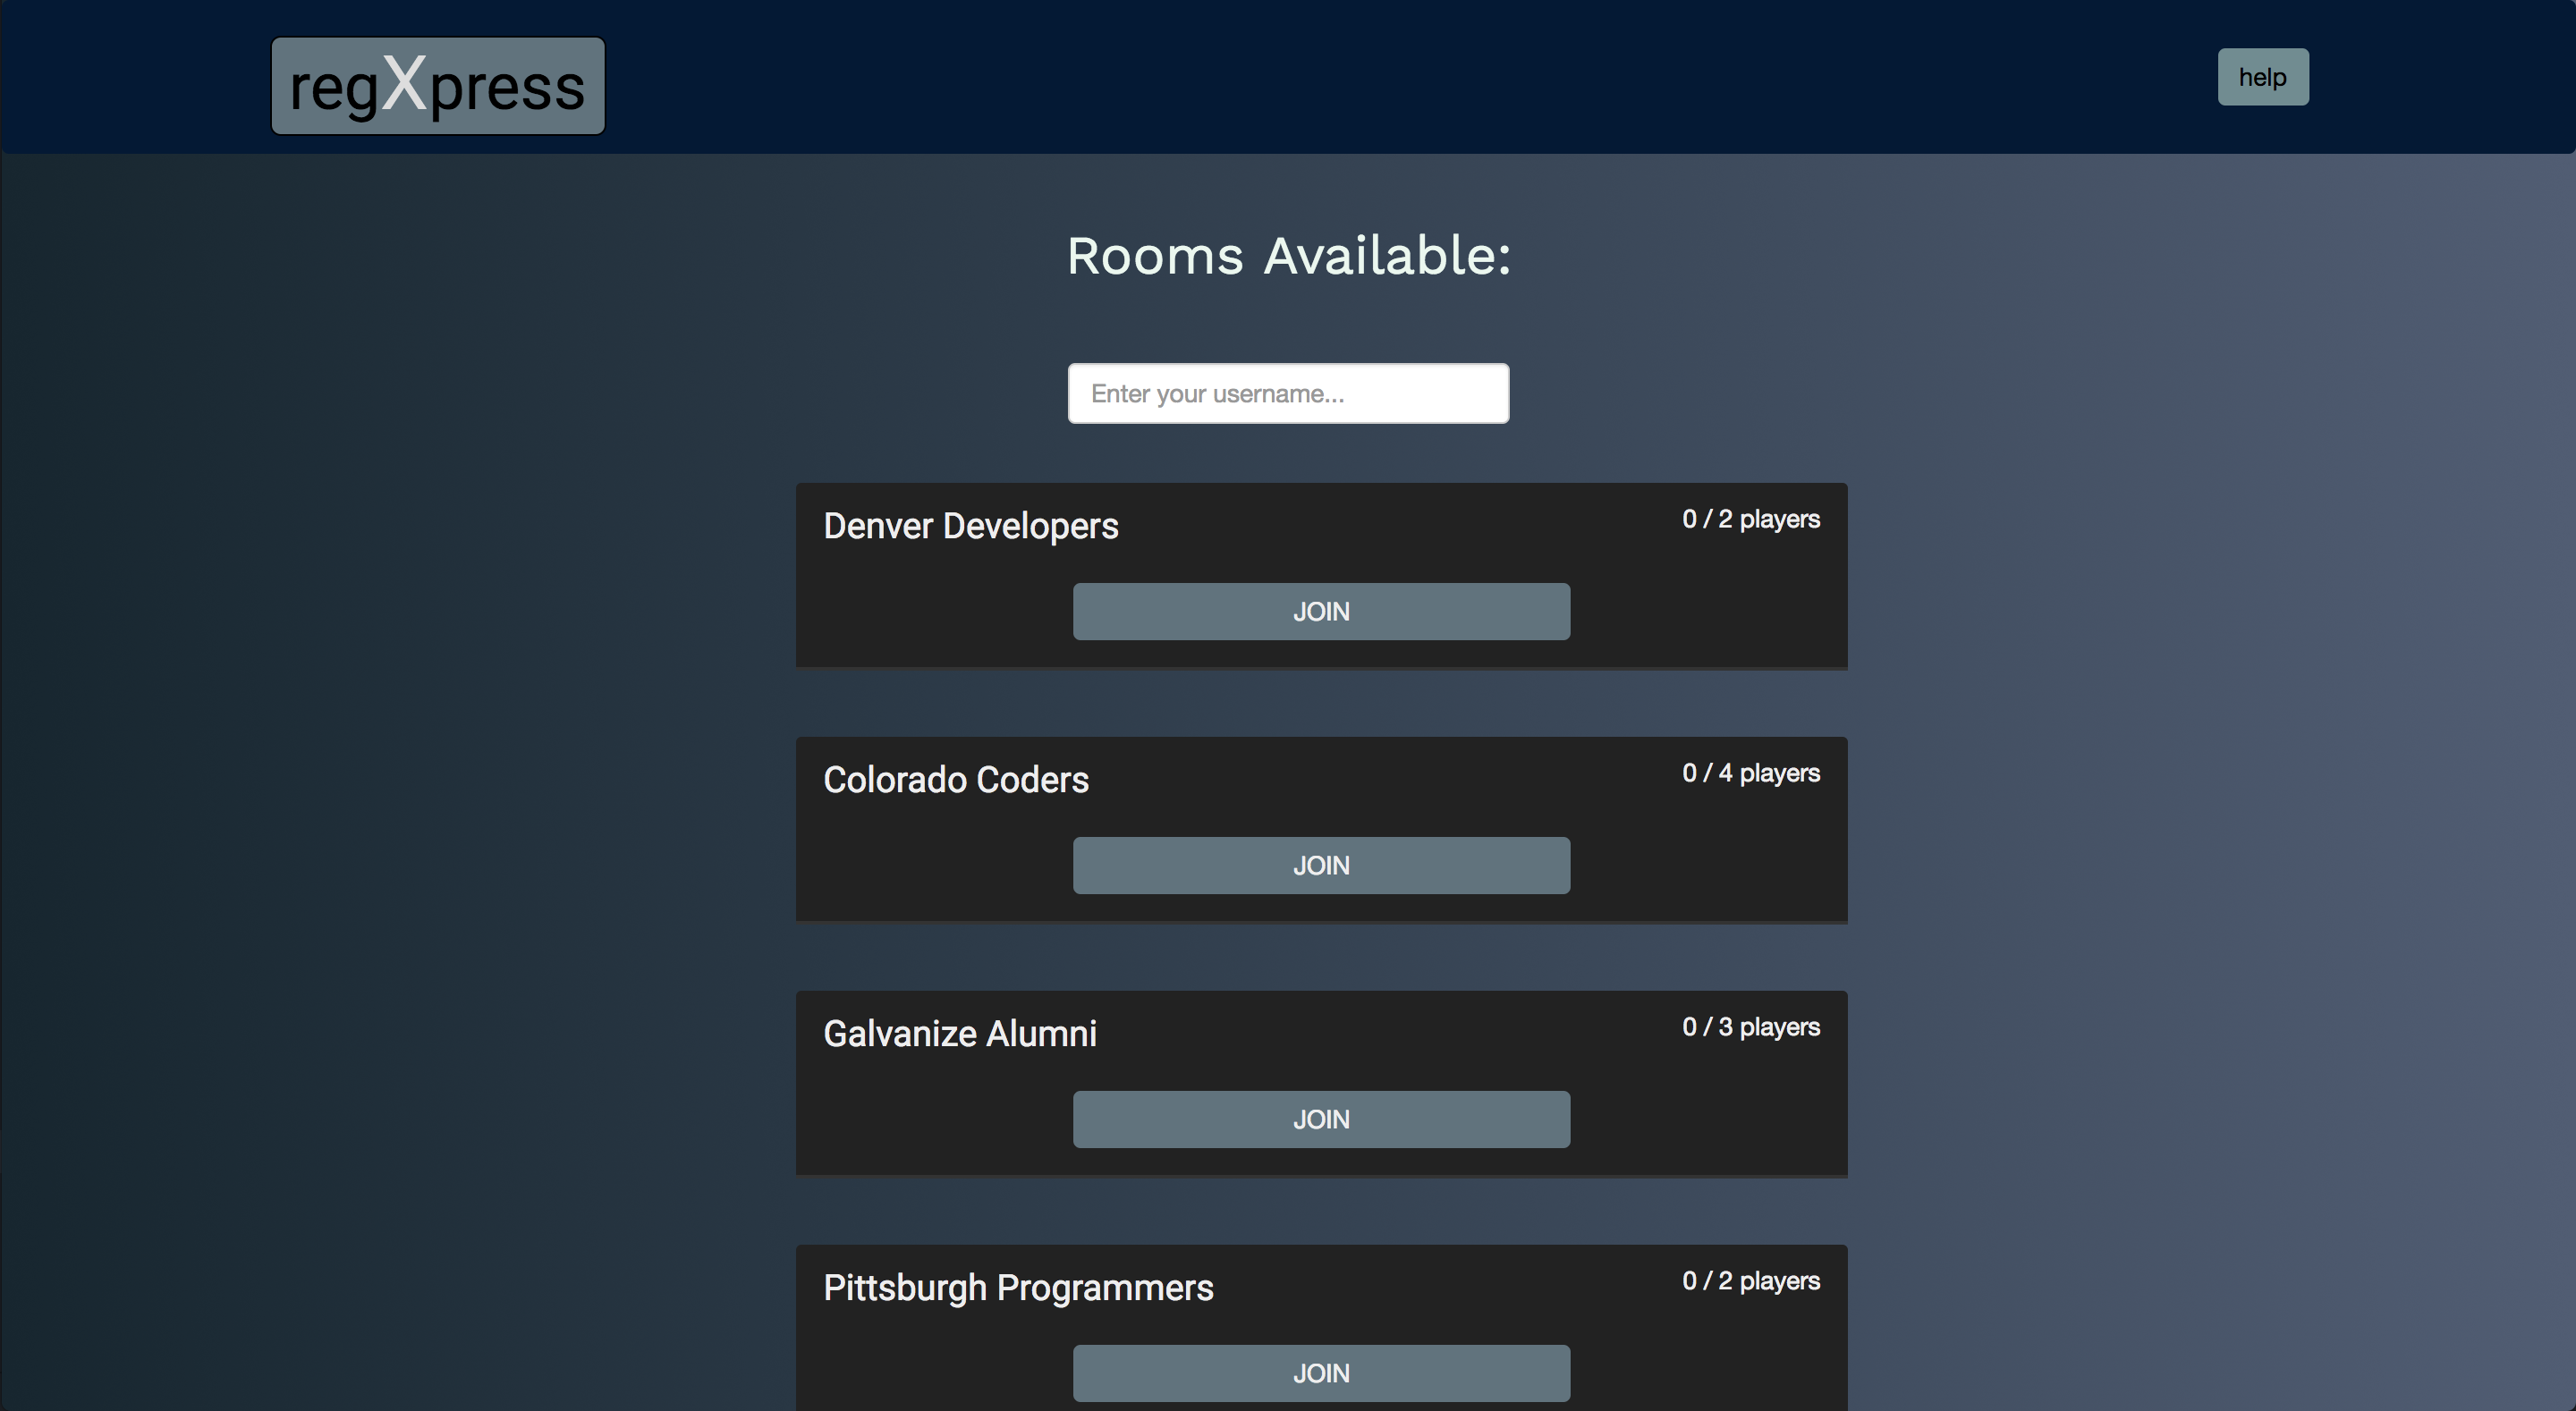 regXpress
help
Rooms Available:
Enter your username...
Denver Developers
0 / 2 players
JOIN
Colorado Coders
0 / 4 players
JOIN
Galvanize Alumni
0 / 3 players
JOIN
Pittsburgh Programmers
0 / 2 players
JOIN